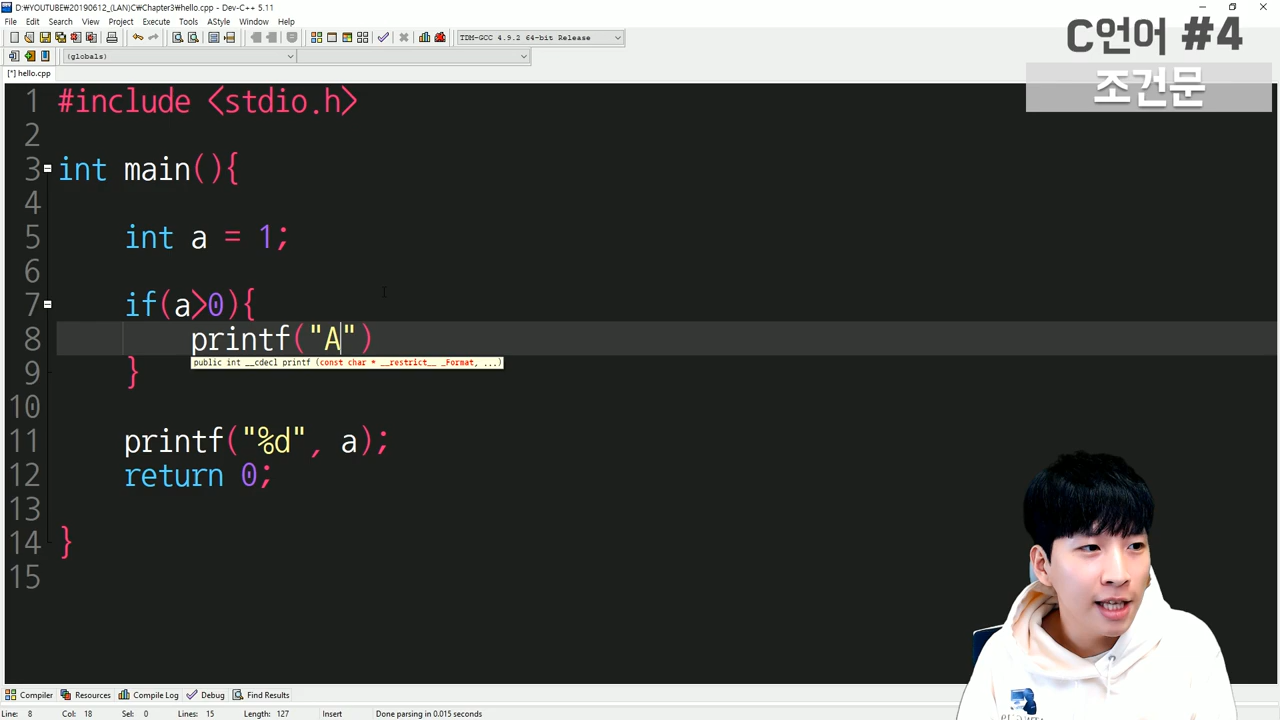 D:₩YOUTUBE₩20190612_(LAN)C₩Chapter3₩hello.cpp - Dev-C++ 5.11
File Edit Search View Project Execute Tools AStyle Window Help
TDM-GCC 4.9.2 64-bit Release
(globals)
[*] hello.cpp
C언어 #4
조건문
1 #include <stdio.h>
2
3 int main(){
4
5 int a = 1;
6
7 if(a>0){
8 printf("A")
public int __cdecl printf (const char * __restrict__ _Format, ...)
9 }
10
11 printf("%d", a);
12 return 0;
13
14 }
15
Compiler Resources Compile Log Debug Find Results
Line: 8 Col: 18 Sel: 0 Lines: 15 Length: 127 Insert Done parsing in 0.015 seconds